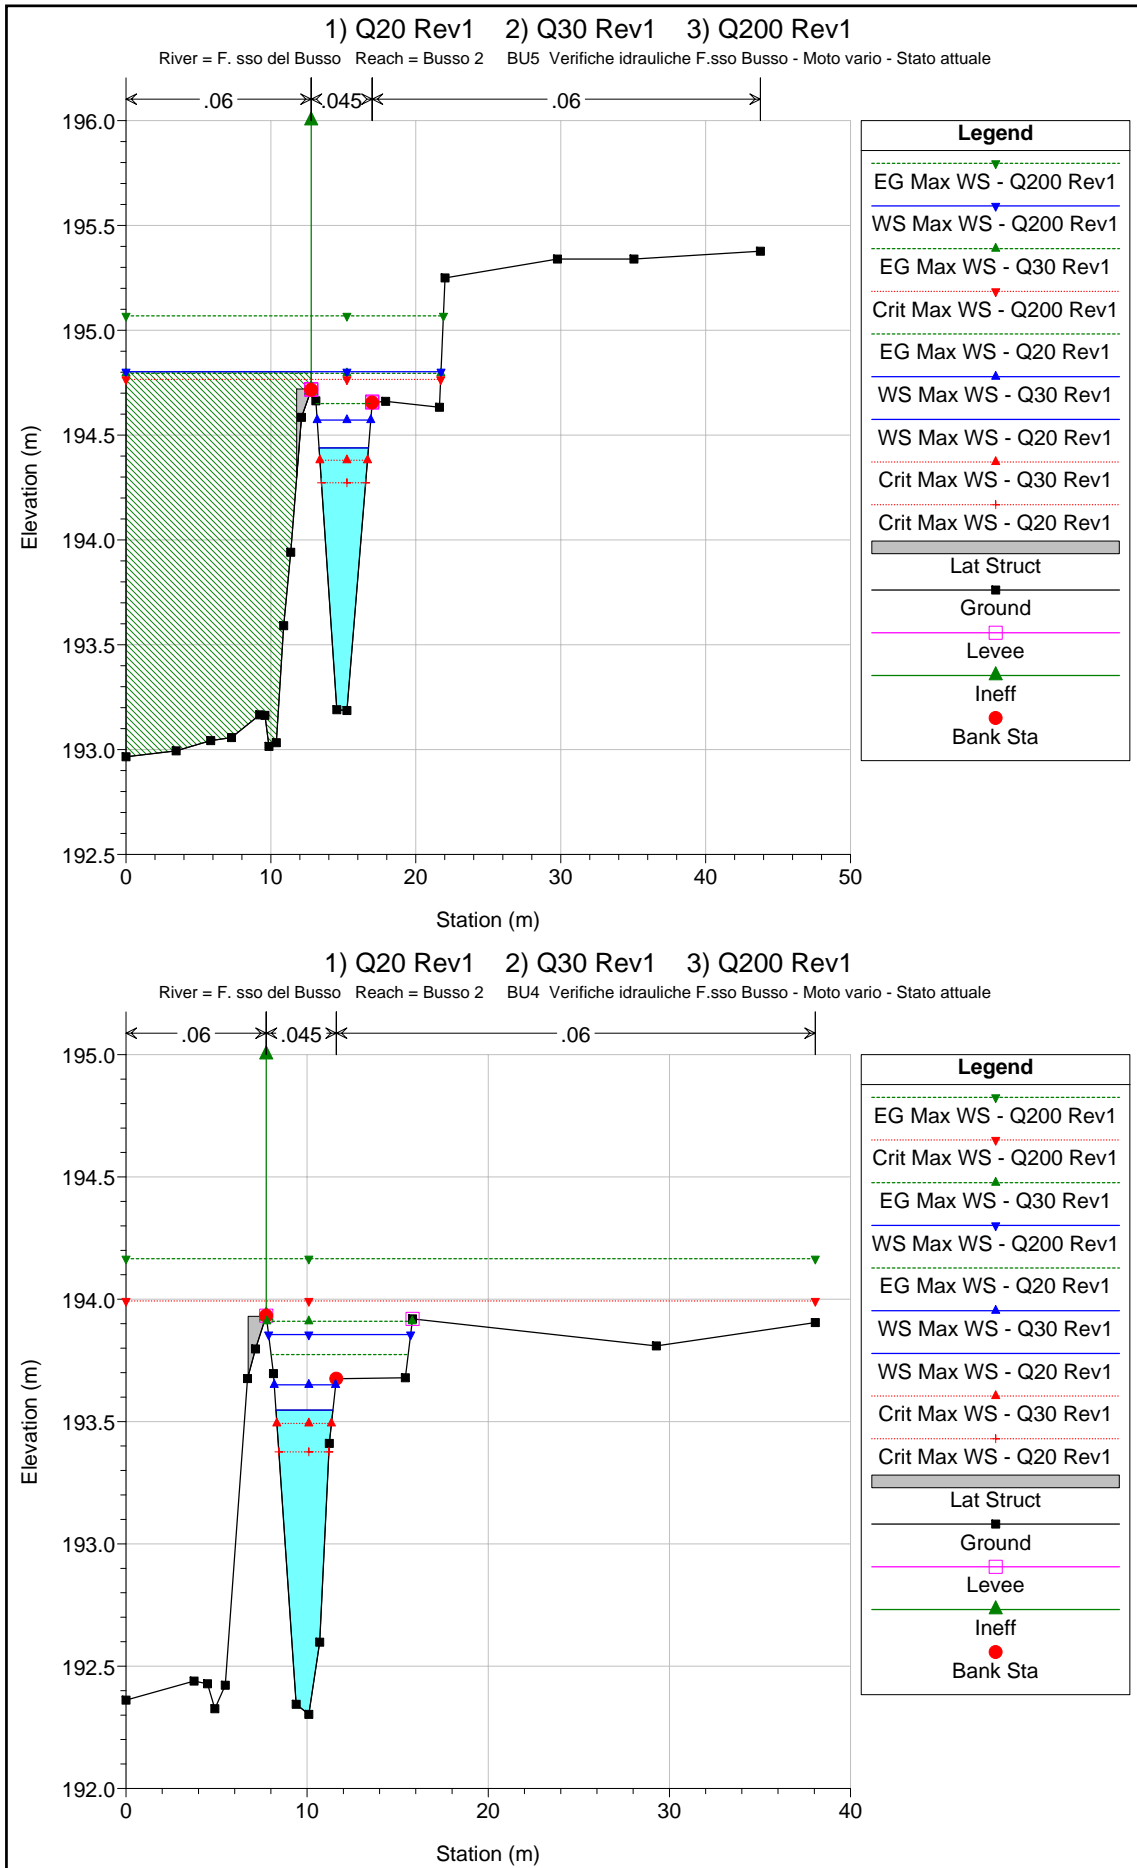 1) Q20 Rev1 2) Q30 Rev1 3) Q200 Rev1
River = F. sso del Busso Reach = Busso 2 BU5 Verifiche idrauliche F.sso Busso - Moto vario - Stato attuale
.06 .045 .06
196.0
195.5
195.0
194.5
194.0
193.5
193.0
192.5
Elevation (m)
0 10 20 30 40 50
Station (m)
Legend
EG Max WS - Q200 Rev1
WS Max WS - Q200 Rev1
EG Max WS - Q30 Rev1
Crit Max WS - Q200 Rev1
EG Max WS - Q20 Rev1
WS Max WS - Q30 Rev1
WS Max WS - Q20 Rev1
Crit Max WS - Q30 Rev1
Crit Max WS - Q20 Rev1
Lat Struct
Ground
Levee
Ineff
Bank Sta
1) Q20 Rev1 2) Q30 Rev1 3) Q200 Rev1
River = F. sso del Busso Reach = Busso 2 BU4 Verifiche idrauliche F.sso Busso - Moto vario - Stato attuale
.06 .045 .06
195.0
194.5
194.0
193.5
193.0
192.5
192.0
Elevation (m)
0 10 20 30 40
Station (m)
Legend
EG Max WS - Q200 Rev1
Crit Max WS - Q200 Rev1
EG Max WS - Q30 Rev1
WS Max WS - Q200 Rev1
EG Max WS - Q20 Rev1
WS Max WS - Q30 Rev1
WS Max WS - Q20 Rev1
Crit Max WS - Q30 Rev1
Crit Max WS - Q20 Rev1
Lat Struct
Ground
Levee
Ineff
Bank Sta